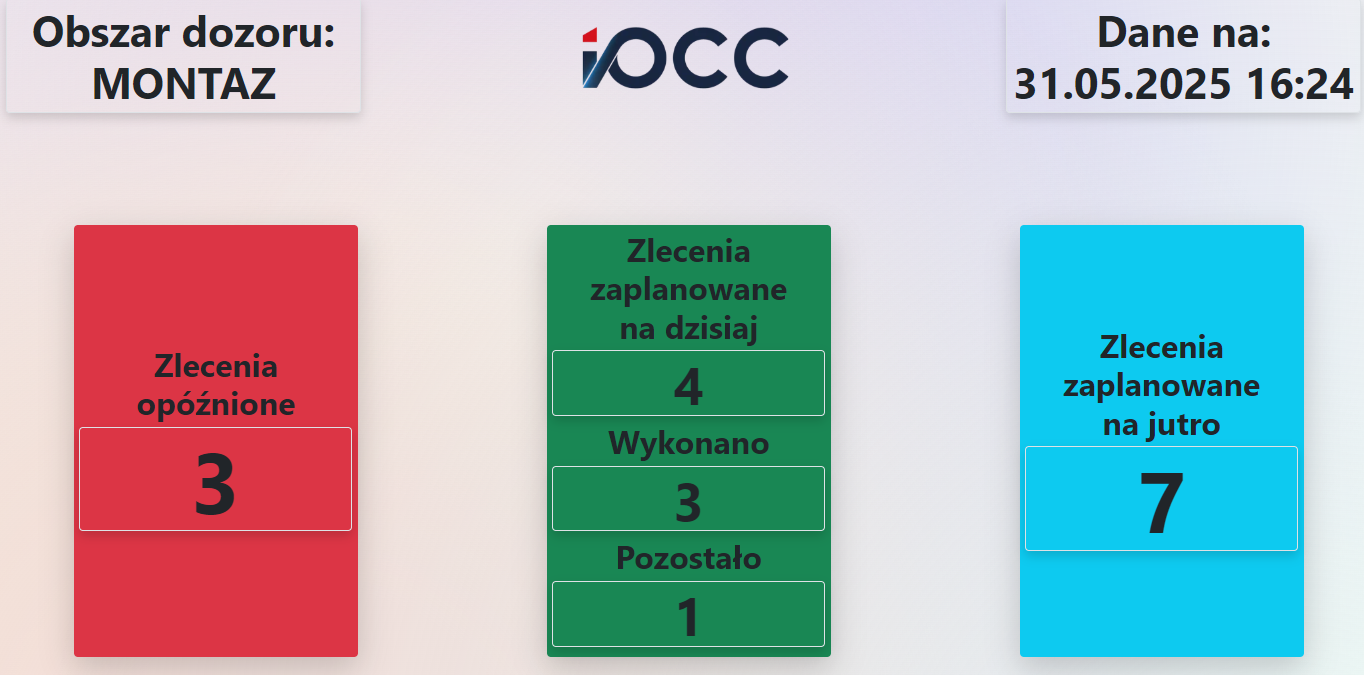 Obszar dozoru:
MONTAZ
iOCC
Dane na:
31.05.2025 16:24
Zlecenia
opóźnione
3
Zlecenia
zaplanowane
na dzisiaj
4
Wykonano
3
Pozostało
1
Zlecenia
zaplanowane
na jutro
7